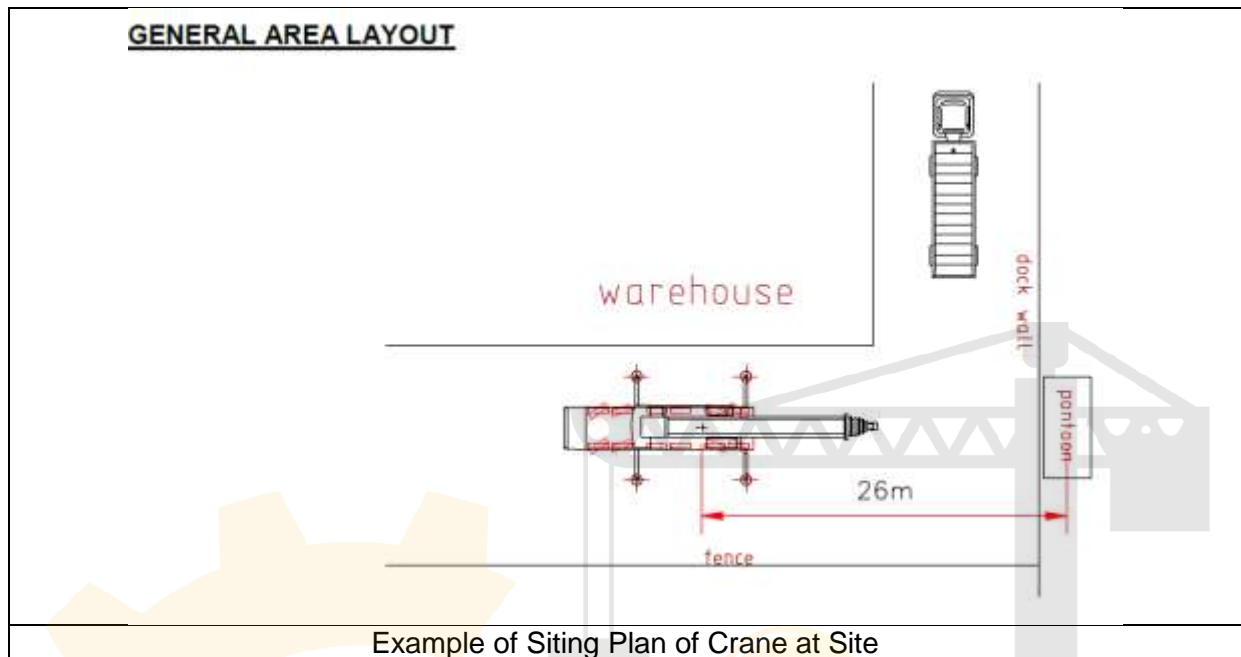 GENERAL AREA LAYOUT
warehouse
dock wall
pontoon
26m
fence
Example of Siting Plan of Crane at Site